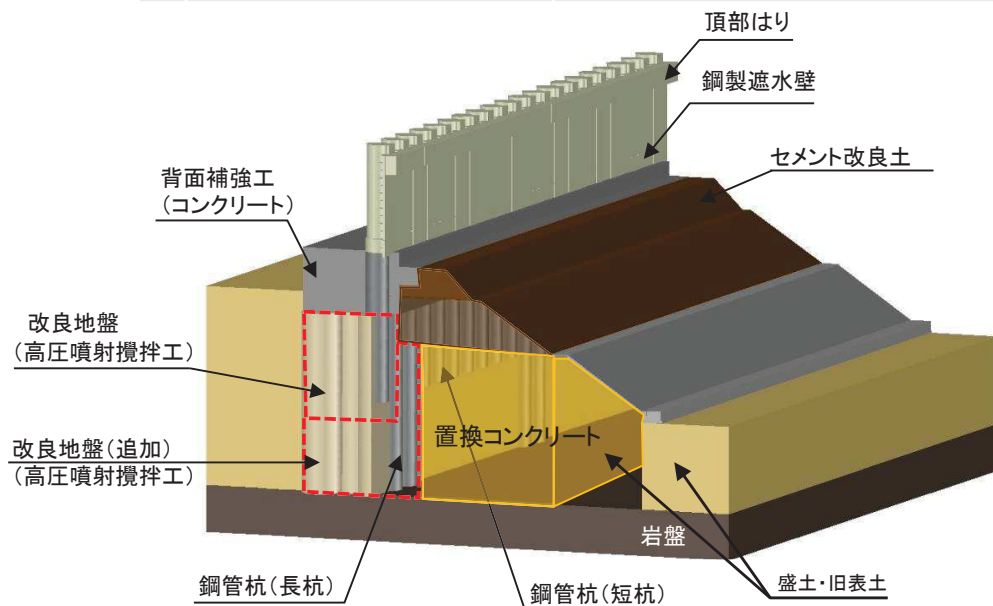 頂部はり
鋼製遮水壁
セメント改良土
背面補強工
(コンクリート)
改良地盤
(高圧噴射攪拌工)
改良地盤(追加)
(高圧噴射攪拌工)
置換コンクリート
岩盤
鋼管杭(長杭)
鋼管杭(短杭)
盛土・旧表土